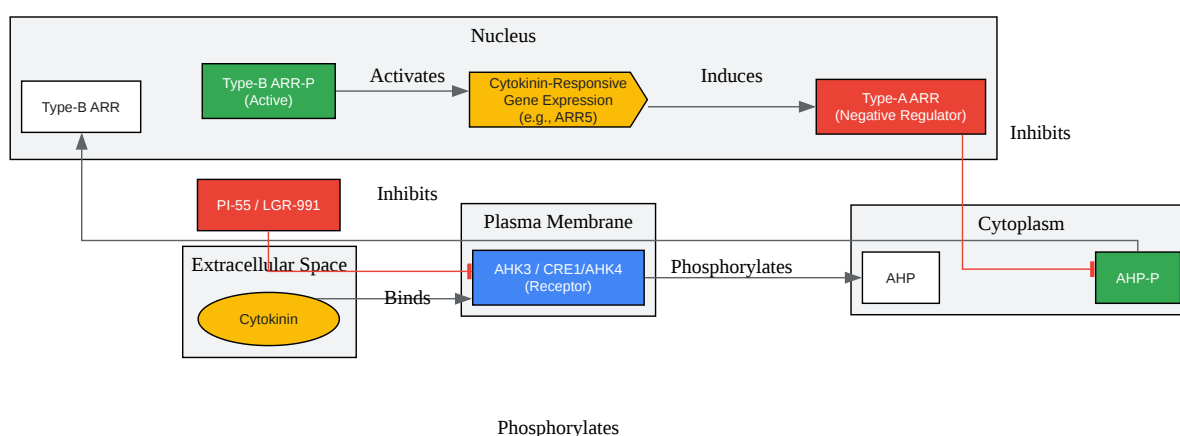 Nucleus
Type-B ARR
Type-B ARR-P
(Active)
Activates
Cytokinin-Responsive
Gene Expression
(e.g., ARR5)
Induces
Type-A ARR
(Negative Regulator)
Inhibits
PI-55 / LGR-991
Inhibits
Plasma Membrane
Cytoplasm
Extracellular Space
AHK3 / CRE1/AHK4
(Receptor)
Phosphorylates
AHP
AHP-P
Cytokinin
Binds
Phosphorylates